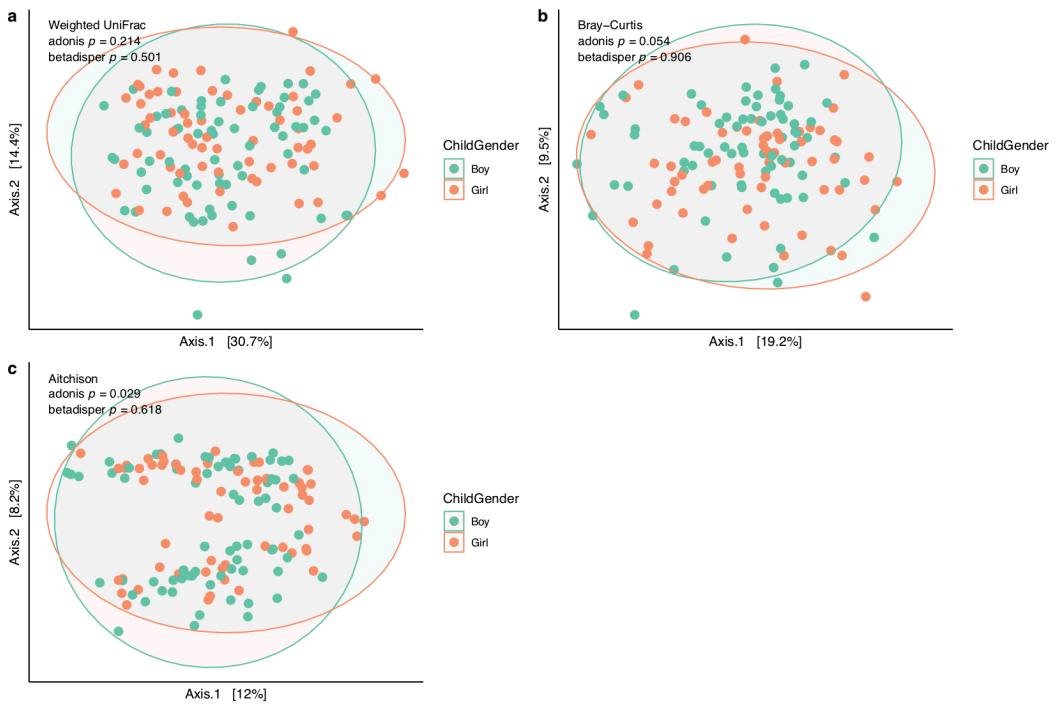 a
Weighted UniFrac
adonis p = 0.214
betadisper p = 0.501
Axis.2 [14.4%]
Axis.1 [30.7%]
ChildGender
Boy
Girl
b
Bray−Curtis
adonis p = 0.054
betadisper p = 0.906
Axis.2 [9.5%]
Axis.1 [19.2%]
ChildGender
Boy
Girl
c
Aitchison
adonis p = 0.029
betadisper p = 0.618
Axis.2 [8.2%]
Axis.1 [12%]
ChildGender
Boy
Girl